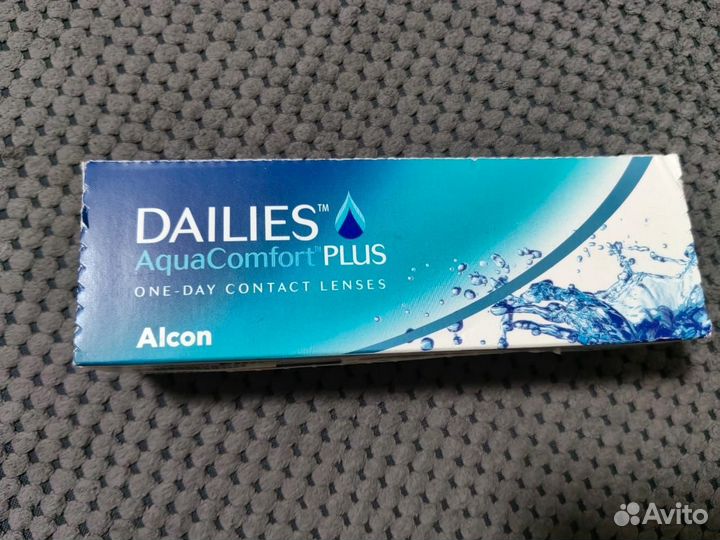 DAILIES™
AquaComfort™ PLUS
ONE-DAY CONTACT LENSES
Alcon
Avito